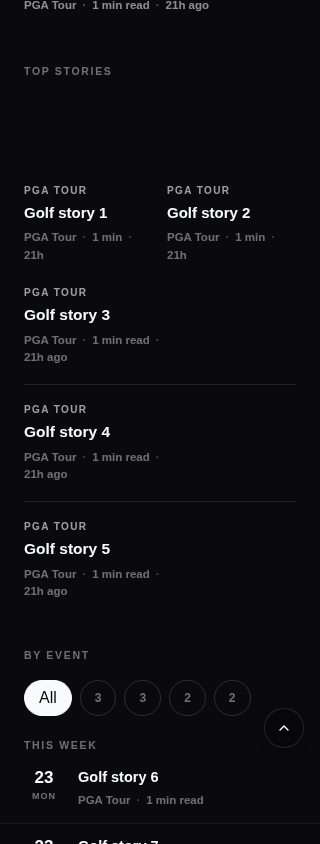 PGA Tour · 1 min read · 21h ago
TOP STORIES
PGA TOUR
Golf story 1
PGA Tour · 1 min ·
21h
PGA TOUR
Golf story 2
PGA Tour · 1 min ·
21h
PGA TOUR
Golf story 3
PGA Tour · 1 min read ·
21h ago
PGA TOUR
Golf story 4
PGA Tour · 1 min read ·
21h ago
PGA TOUR
Golf story 5
PGA Tour · 1 min read ·
21h ago
BY EVENT
All 3 3 2 2
THIS WEEK
23
MON
Golf story 6
PGA Tour · 1 min read
23
Golf story 7